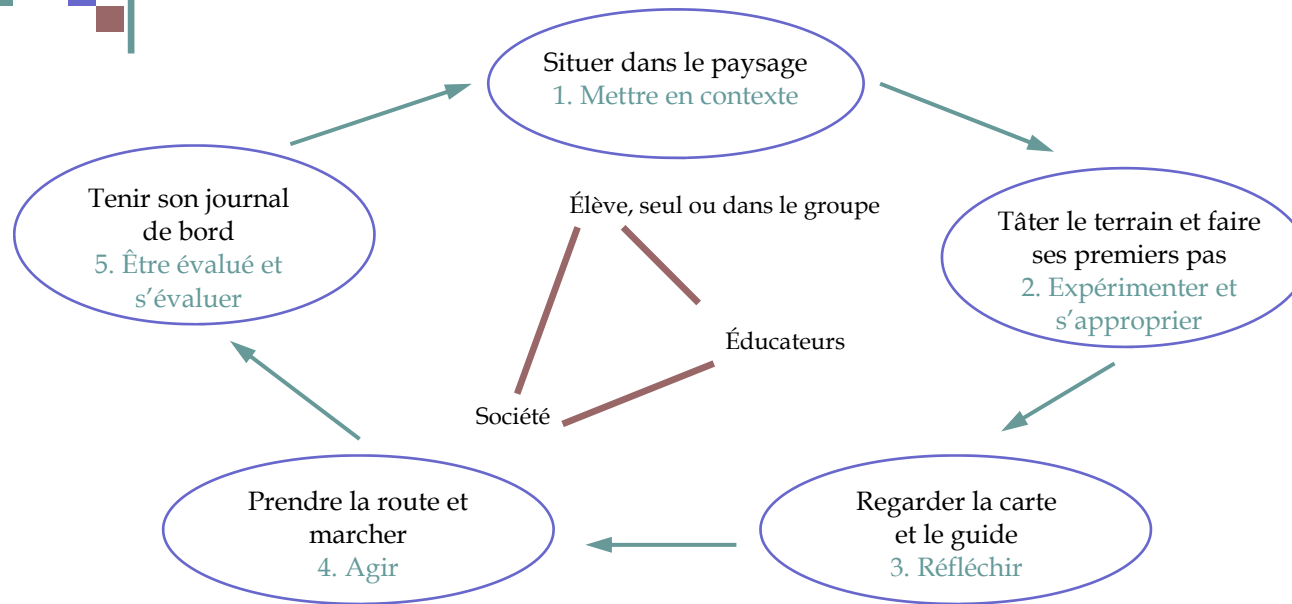 Situer dans le paysage
1. Mettre en contexte
Tâter le terrain et faire
ses premiers pas
2. Expérimenter et
s’approprier
Regarder la carte
et le guide
3. Réfléchir
Prendre la route et
marcher
4. Agir
Tenir son journal
de bord
5. Être évalué et
s’évaluer
Élève, seul ou dans le groupe
Éducateurs
Société